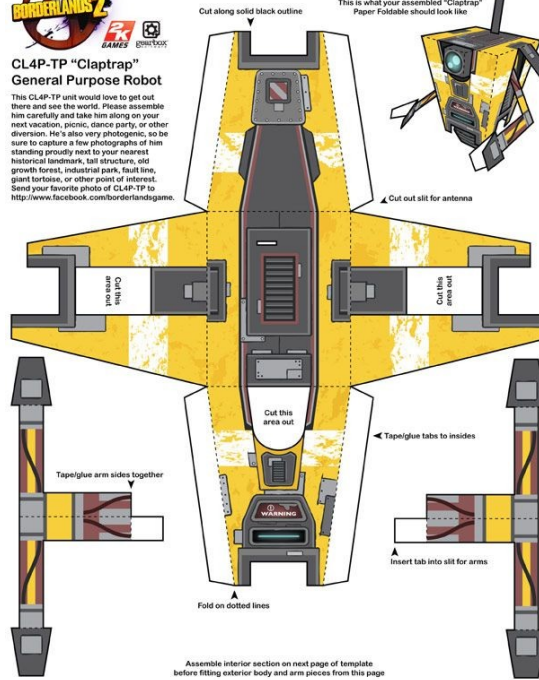 BORDERLANDS 2
2K
GAMES
gearbox
software
CL4P-TP "Claptrap"
General Purpose Robot
This CL4P-TP unit would love to get out
there and see the world. Please assemble
him carefully and take him along on your
next vacation, picnic, dance party, or other
diversion. He's also very photogenic, so be
sure to capture a few photographs of him
standing proudly next to your nearest
historical landmark, tall structure, old
growth forest, industrial park, fault line,
giant tortoise, or other point of interest.
Send your favorite photo of CL4P-TP to
http://www.facebook.com/borderlandsgame.
Cut along solid black outline
This is what your assembled "Claptrap"
Paper Foldable should look like
Cut out slit for antenna
Cut this
area out
Cut this
area out
Cut this
area out
Tape/glue tabs to insides
Tape/glue arm sides together
WARNING
Insert tab into slit for arms
Fold on dotted lines
Assemble interior section on next page of template
before fitting exterior body and arm pieces from this page